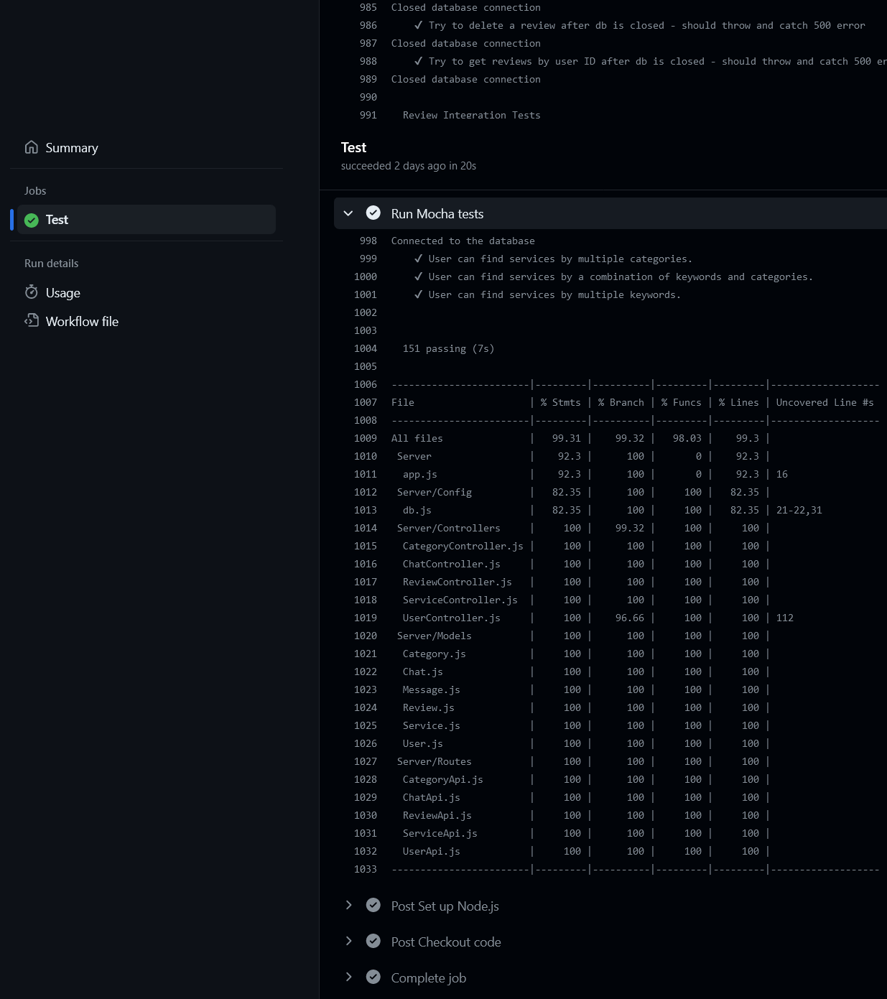 985 Closed database connection
986 ✓ Try to delete a review after db is closed - should throw and catch 500 error
987 Closed database connection
988 ✓ Try to get reviews by user ID after db is closed - should throw and catch 500 er
989 Closed database connection
990
991 Review Integration Tests
Summary
Jobs
Test
Run details
Usage
Workflow file
Test
succeeded 2 days ago in 20s
Run Mocha tests
998 Connected to the database
999 ✓ User can find services by multiple categories.
1000 ✓ User can find services by a combination of keywords and categories.
1001 ✓ User can find services by multiple keywords.
1002
1003
1004 151 passing (7s)
1005
1006 ------------------------|---------|----------|---------|---------|-------------------
1007 File | % Stmts | % Branch | % Funcs | % Lines | Uncovered Line #s
1008 ------------------------|---------|----------|---------|---------|-------------------
1009 All files | 99.31 | 99.32 | 98.03 | 99.3 |
1010 Server | 92.3 | 100 | 0 | 92.3 |
1011 app.js | 92.3 | 100 | 0 | 92.3 | 16
1012 Server/Config | 82.35 | 100 | 100 | 82.35 |
1013 db.js | 82.35 | 100 | 100 | 82.35 | 21-22,31
1014 Server/Controllers | 100 | 99.32 | 100 | 100 |
1015 CategoryController.js | 100 | 100 | 100 | 100 |
1016 ChatController.js | 100 | 100 | 100 | 100 |
1017 ReviewController.js | 100 | 100 | 100 | 100 |
1018 ServiceController.js | 100 | 100 | 100 | 100 |
1019 UserController.js | 100 | 96.66 | 100 | 100 | 112
1020 Server/Models | 100 | 100 | 100 | 100 |
1021 Category.js | 100 | 100 | 100 | 100 |
1022 Chat.js | 100 | 100 | 100 | 100 |
1023 Message.js | 100 | 100 | 100 | 100 |
1024 Review.js | 100 | 100 | 100 | 100 |
1025 Service.js | 100 | 100 | 100 | 100 |
1026 User.js | 100 | 100 | 100 | 100 |
1027 Server/Routes | 100 | 100 | 100 | 100 |
1028 CategoryApi.js | 100 | 100 | 100 | 100 |
1029 ChatApi.js | 100 | 100 | 100 | 100 |
1030 ReviewApi.js | 100 | 100 | 100 | 100 |
1031 ServiceApi.js | 100 | 100 | 100 | 100 |
1032 UserApi.js | 100 | 100 | 100 | 100 |
1033 ------------------------|---------|----------|---------|---------|-------------------
Post Set up Node.js
Post Checkout code
Complete job